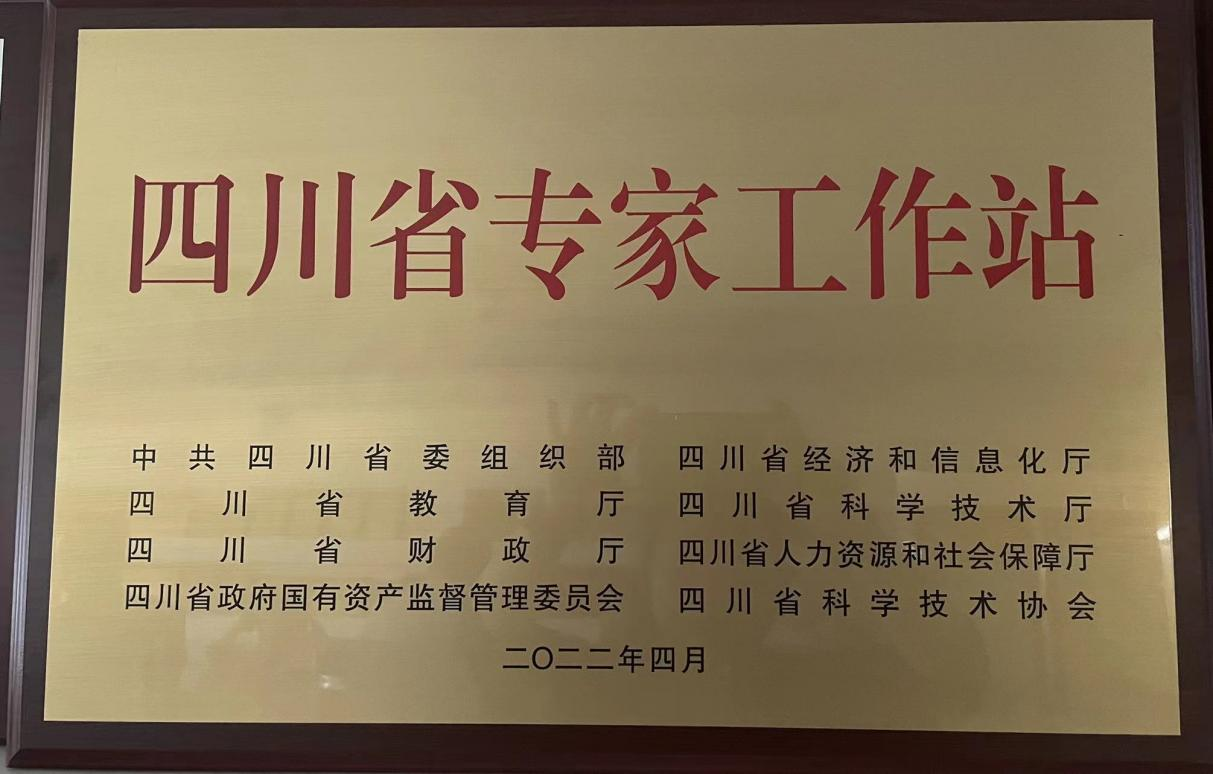 四川省专家工作站
中共四川省委组织部 四川省经济和信息化厅
四川省教育厅 四川省科学技术厅
四川省财政厅 四川省人力资源和社会保障厅
四川省政府国有资产监督管理委员会 四川省科学技术协会
二〇二二年四月